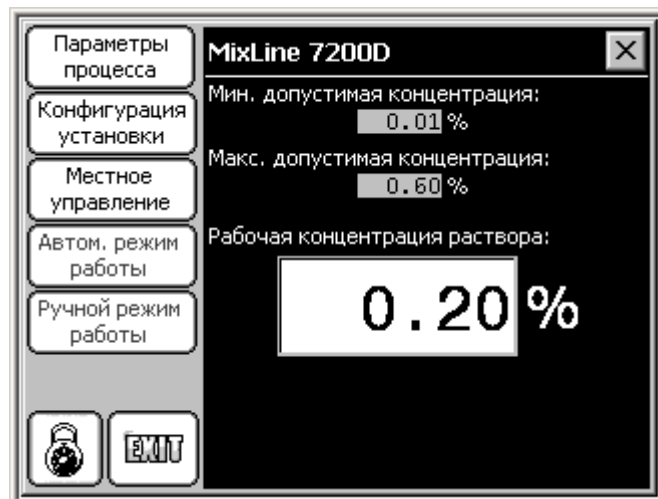 Параметры
процесса
Конфигурация
установки
Местное
управление
Автом. режим
работы
Ручной режим
работы
EXIT
MixLine 7200D
Мин. допустимая концентрация:
0.01 %
Макс. допустимая концентрация:
0.60 %
Рабочая концентрация раствора:
0.20 %